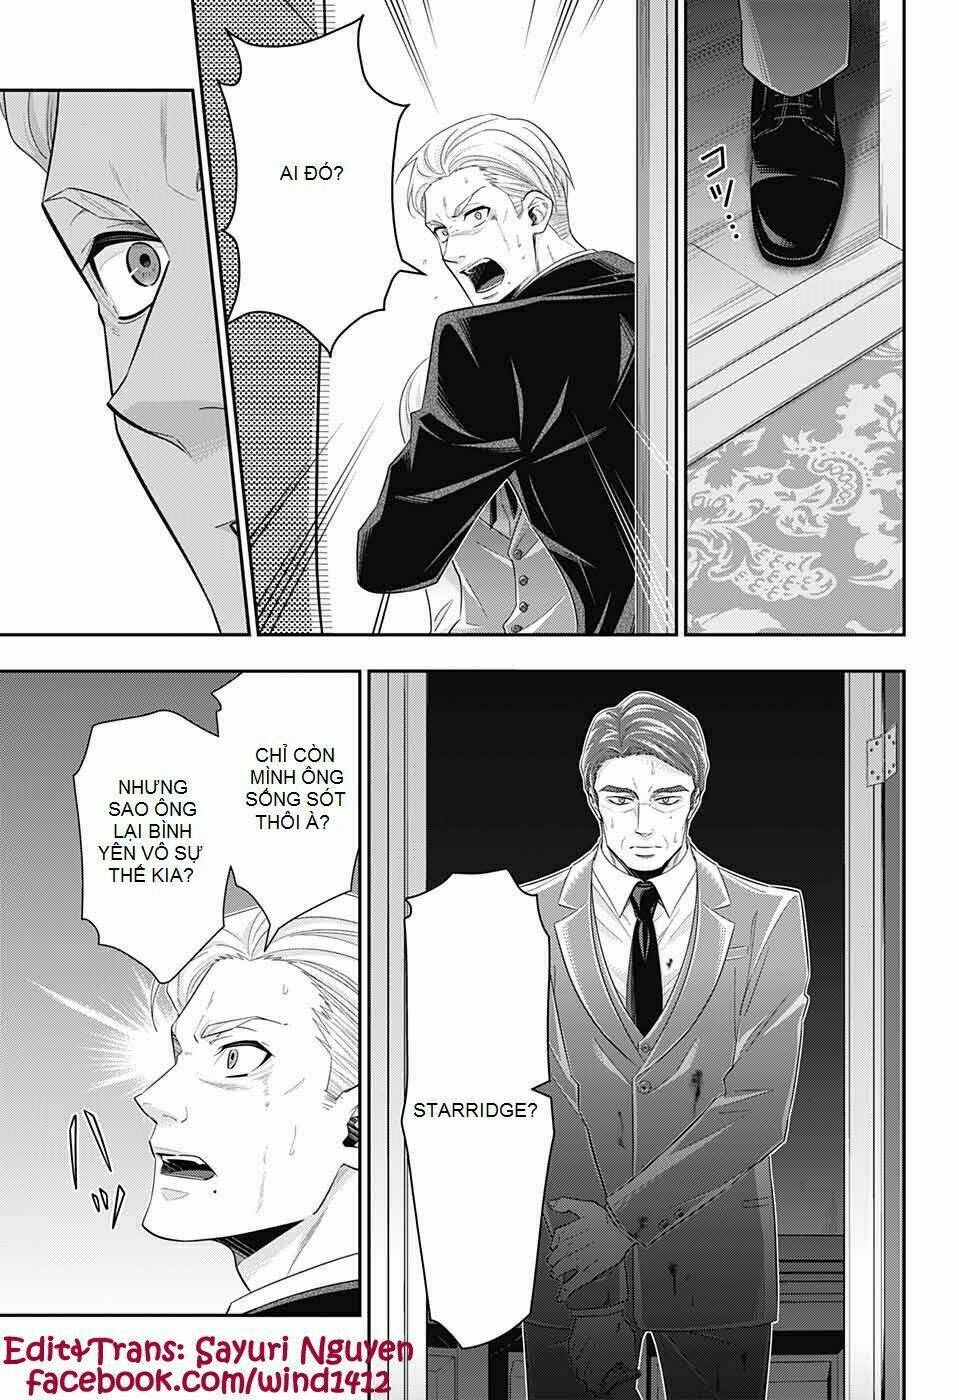 コッ…
AI ĐÓ?
STARRIDGE?
CHỈ CÒN
MÌNH ÔNG
SỐNG SÓT
THÔI À?
NHƯNG
SAO ÔNG
LẠI BÌNH
YÊN VÔ SỰ
THẾ KIA?
Edit&Trans: Sayuri Nguyen
facebook.com/wind1412